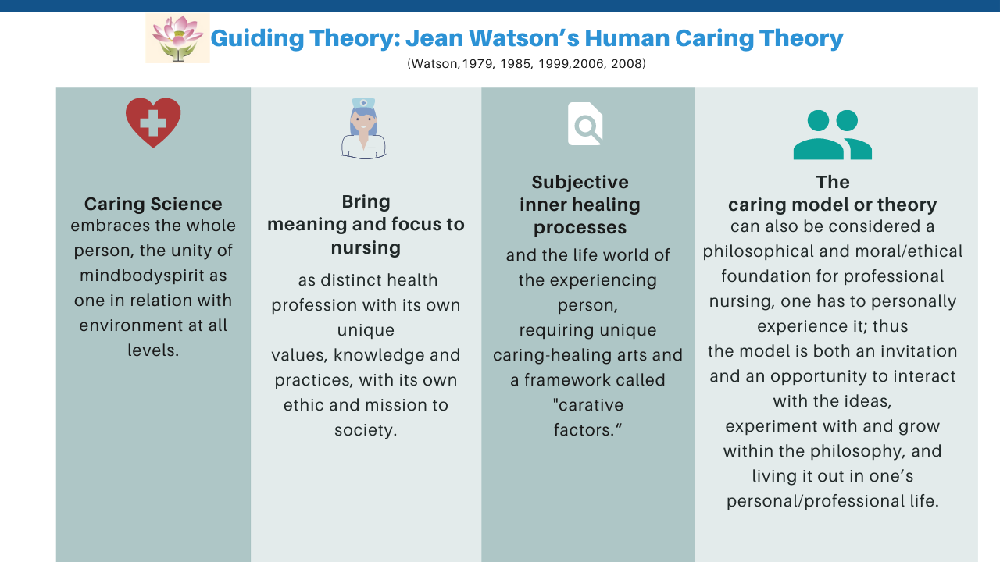 Guiding Theory: Jean Watson’s Human Caring Theory
(Watson,1979, 1985, 1999,2006, 2008)
Caring Science
embraces the whole
person, the unity of
mindbodyspirit as
one in relation with
environment at all
levels.
Bring
meaning and focus to
nursing
as distinct health
profession with its own
unique
values, knowledge and
practices, with its own
ethic and mission to
society.
Subjective
inner healing
processes
and the life world of
the experiencing
person,
requiring unique
caring-healing arts and
a framework called
"carative
factors.“
The
caring model or theory
can also be considered a
philosophical and moral/ethical
foundation for professional
nursing, one has to personally
experience it; thus
the model is both an invitation
and an opportunity to interact
with the ideas,
experiment with and grow
within the philosophy, and
living it out in one’s
personal/professional life.